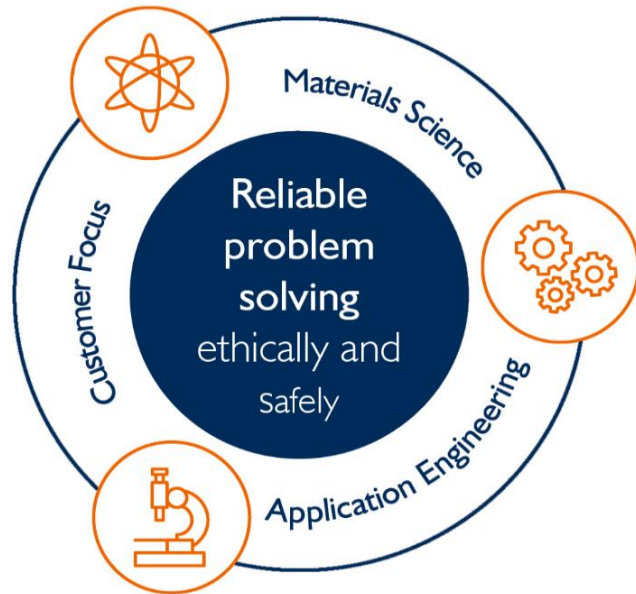 Materials Science
Reliable
problem
solving
ethically and
safely
Customer Focus
Application Engineering